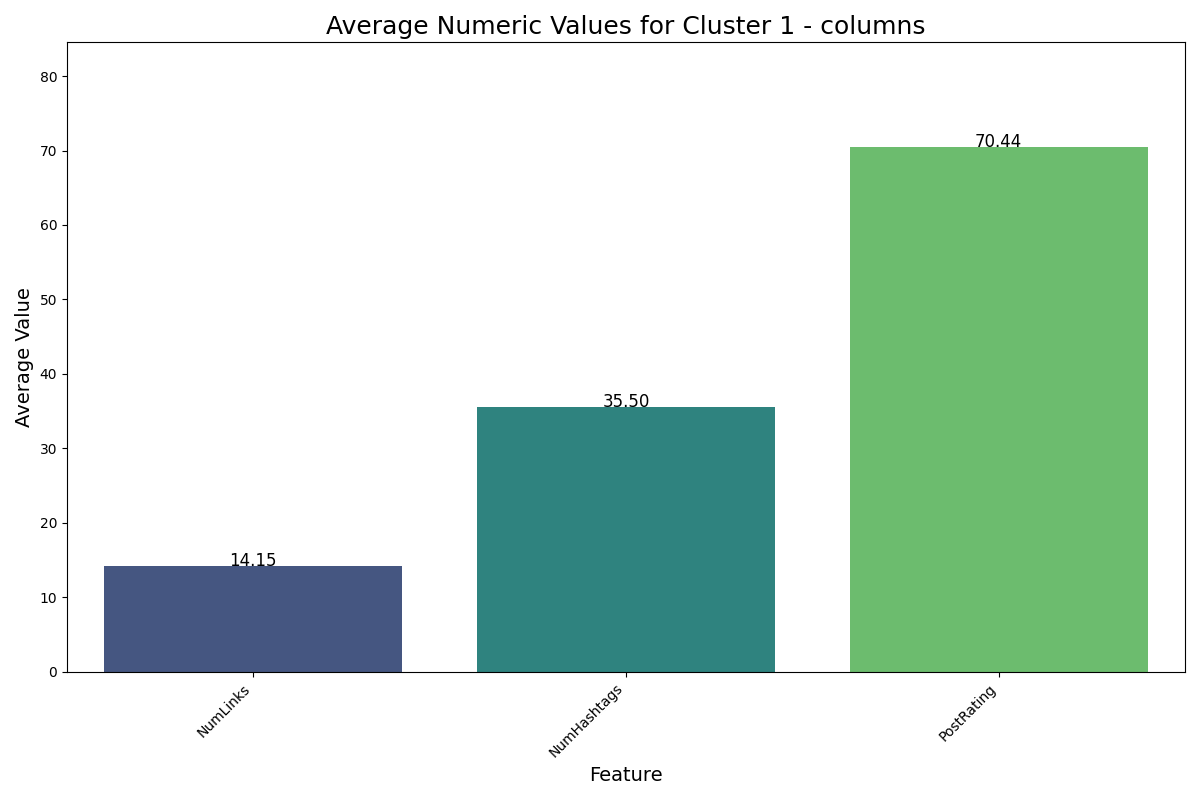 Average Numeric Values for Cluster 1 - columns
Average Value
80
70
60
50
40
30
20
10
0
14.15
35.50
70.44
NumLinks
NumHashtags
PostRating
Feature